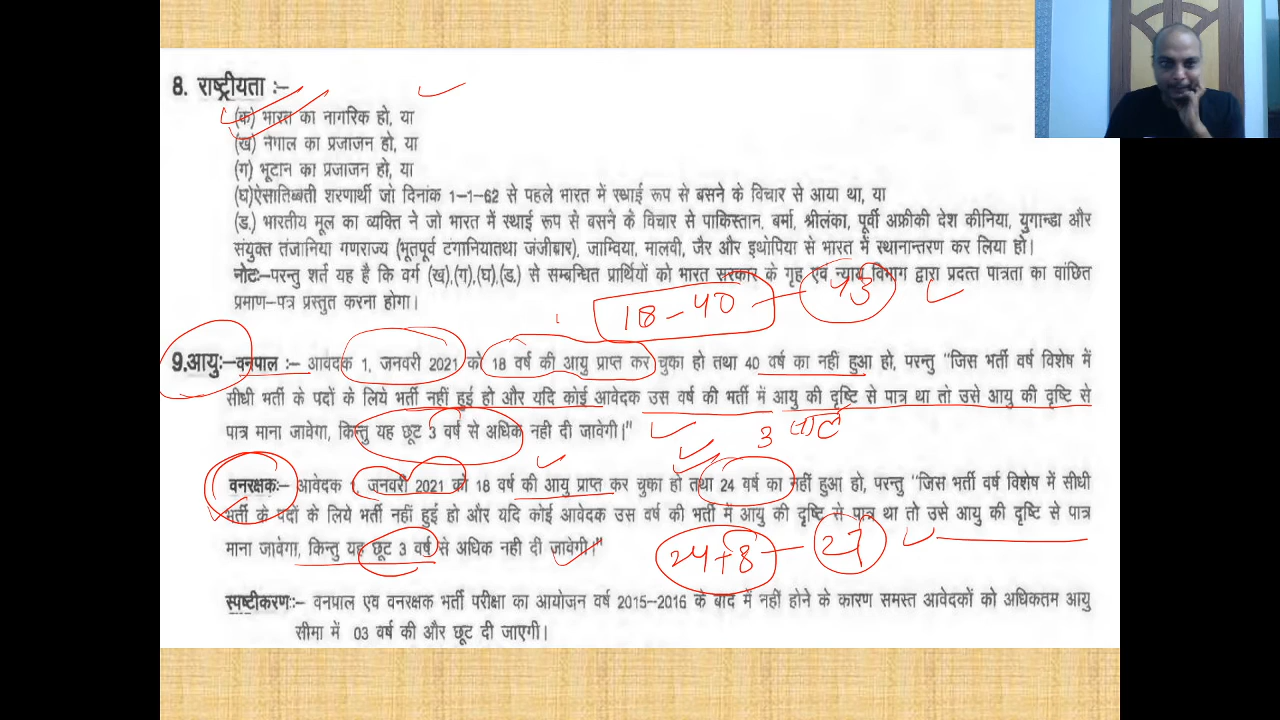 8. राष्ट्रीयता :–
(क) भारत का नागरिक हो, या
(ख) नेपाल का प्रजाजन हो, या
(ग) भूटान का प्रजाजन हो, या
(घ)ऐसातिब्बती शरणार्थी जो दिनांक 1-1-62 से पहले भारत में स्थाई रूप से बसने के विचार से आया था, या
(ड.) भारतीय मूल का व्यक्ति ने जो भारत में स्थाई रूप से बसने के विचार से पाकिस्तान, बर्मा, श्रीलंका, पूर्वी अफ्रीकी देश कीनिया, युगान्डा और
संयुक्त तंजानिया गणराज्य (भूतपूर्व टंगानियातथा जंजीबार), जाम्विया, मालवी, जैर और इथोपिया से भारत में स्थानान्तरण कर लिया हो।
नोटः–परन्तु शर्त यह है कि वर्ग (ख),(ग),(घ),(ड.) से सम्बन्धित प्रार्थियों को भारत सरकार के गृह एवं न्याय विभाग द्वारा प्रदत्त पात्रता का वांछित
प्रमाण–पत्र प्रस्तुत करना होगा।
18 – 40 – 43
9.आयुः–वनपाल :– आवेदक 1, जनवरी 2021 को 18 वर्ष की आयु प्राप्त कर चुका हो तथा 40 वर्ष का नहीं हुआ हो, परन्तु "जिस भर्ती वर्ष विशेष में
सीधी भर्ती के पदों के लिये भर्ती नहीं हुई हो और यदि कोई आवेदक उस वर्ष की भर्ती में आयु की दृष्टि से पात्र था तो उसे आयु की दृष्टि से
पात्र माना जावेगा, किन्तु यह छूट 3 वर्ष से अधिक नही दी जावेगी।"
3 साल
वनरक्षकः– आवेदक 1, जनवरी 2021 को 18 वर्ष की आयु प्राप्त कर चुका हो तथा 24 वर्ष का नहीं हुआ हो, परन्तु "जिस भर्ती वर्ष विशेष में सीधी
भर्ती के पदों के लिये भर्ती नहीं हुई हो और यदि कोई आवेदक उस वर्ष की भर्ती में आयु की दृष्टि से पात्र था तो उसे आयु की दृष्टि से पात्र
माना जावेगा, किन्तु यह छूट 3 वर्ष से अधिक नही दी जावेगी।"
स्पष्टीकरणः– वनपाल एव वनरक्षक भर्ती परीक्षा का आयोजन वर्ष 2015–2016 के बाद में नहीं होने के कारण समस्त आवेदकों को अधिकतम आयु
सीमा में 03 वर्ष की और छूट दी जाएगी।